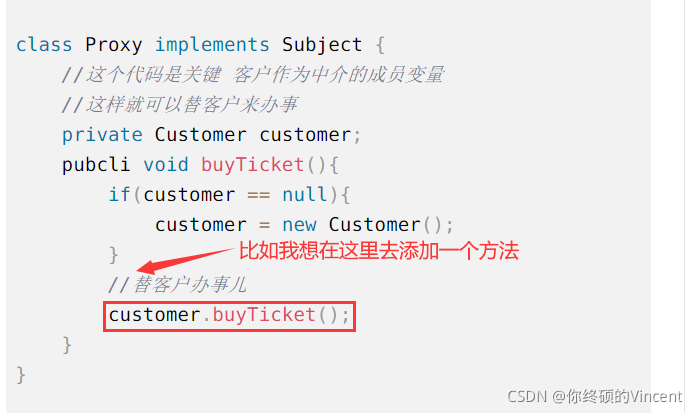 class Proxy implements Subject {
//这个代码是关键 客户作为中介的成员变量
//这样就可以替客户来办事
private Customer customer;
pubcli void buyTicket(){
if(customer == null){
customer = new Customer();
}
比如我想在这里去添加一个方法
//替客户办事儿
customer.buyTicket();
}
}
CSDN @你终硕的Vincent